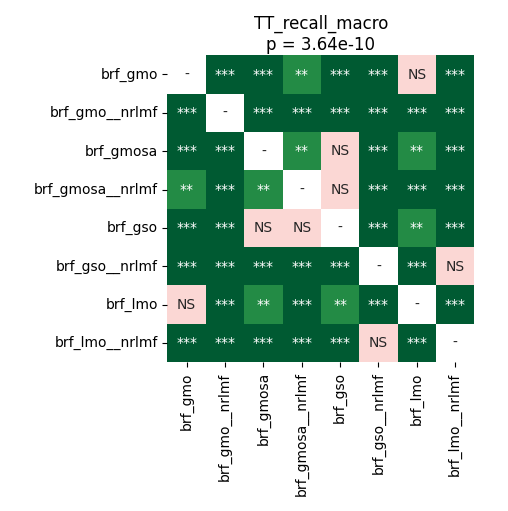 TT_recall_macro
p = 3.64e-10
brf_gmo - *** *** ** *** *** NS ***
brf_gmo__nrlmf *** - *** *** *** *** *** ***
brf_gmosa *** *** - ** NS *** ** ***
brf_gmosa__nrlmf ** *** ** - NS *** *** ***
brf_gso *** *** NS NS - *** ** ***
brf_gso__nrlmf *** *** *** *** *** - *** NS
brf_lmo NS *** ** *** ** *** - ***
brf_lmo__nrlmf *** *** *** *** *** NS *** -
brf_gmo
brf_gmo__nrlmf
brf_gmosa
brf_gmosa__nrlmf
brf_gso
brf_gso__nrlmf
brf_lmo
brf_lmo__nrlmf